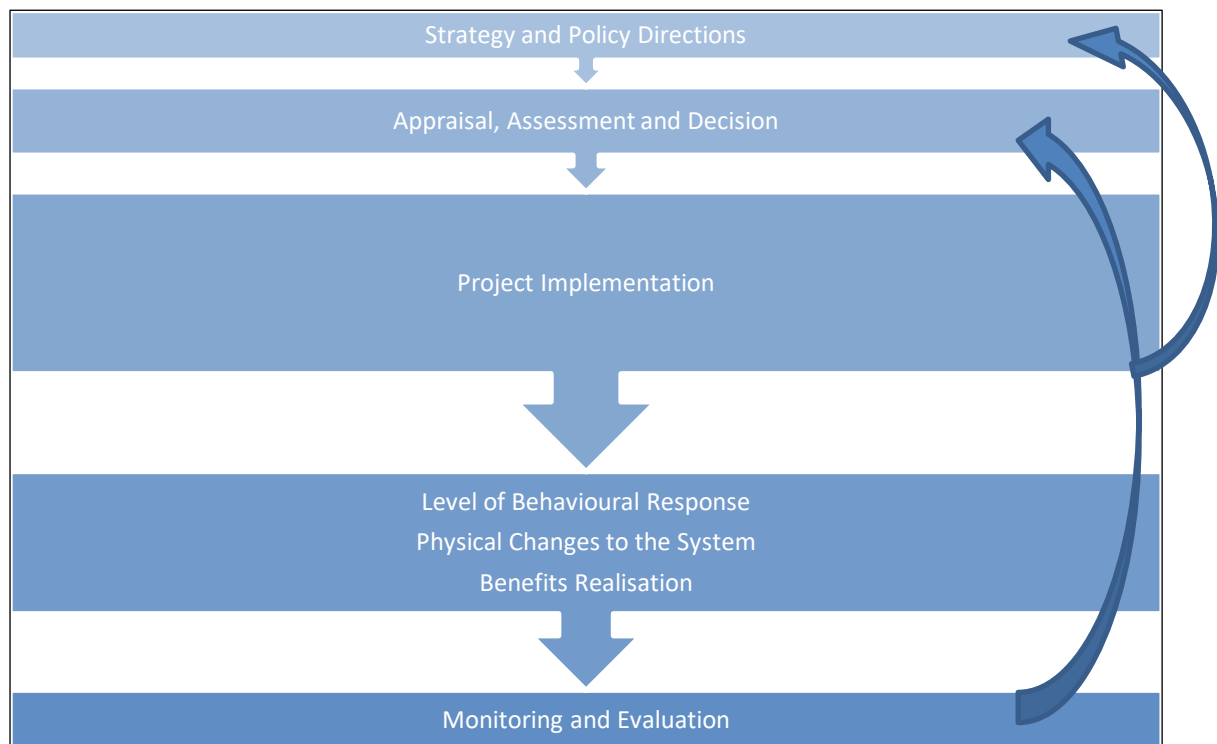 Strategy and Policy Directions
Appraisal, Assessment and Decision
Project Implementation
Level of Behavioural Response
Physical Changes to the System
Benefits Realisation
Monitoring and Evaluation